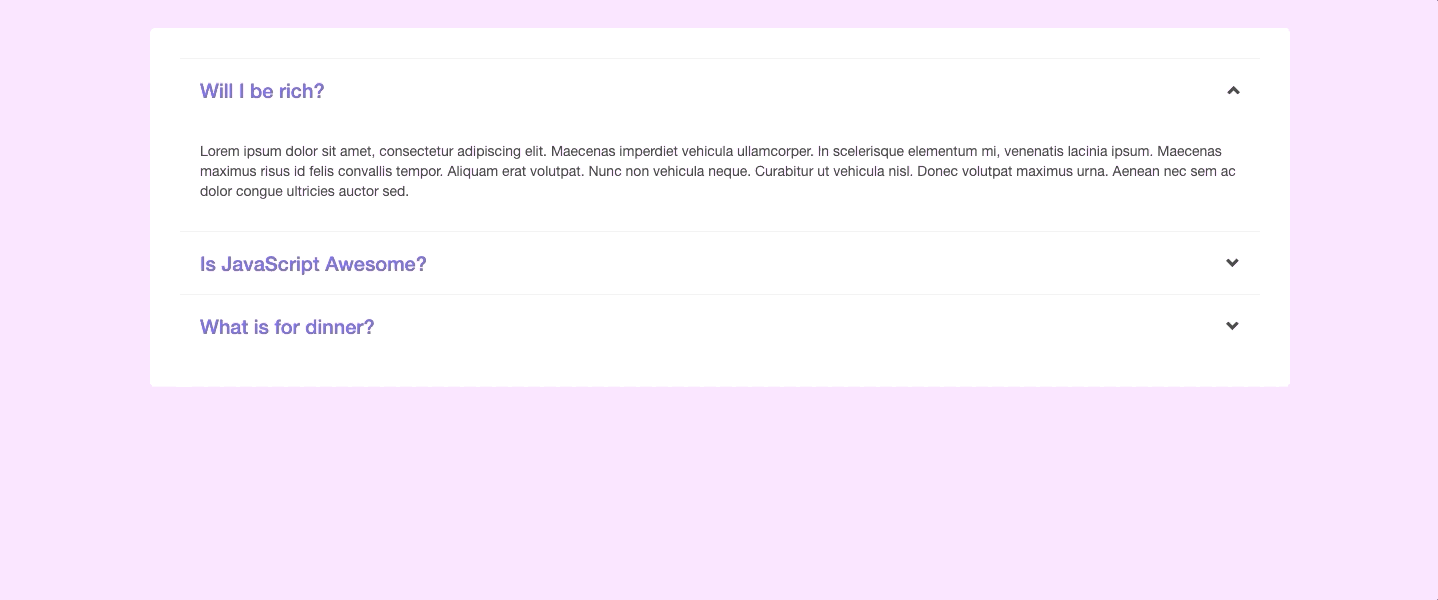 Will I be rich?
Lorem ipsum dolor sit amet, consectetur adipiscing elit. Maecenas imperdiet vehicula ullamcorper. In scelerisque elementum mi, venenatis lacinia ipsum. Maecenas
maximus risus id felis convallis tempor. Aliquam erat volutpat. Nunc non vehicula neque. Curabitur ut vehicula nisl. Donec volutpat maximus urna. Aenean nec sem ac
dolor congue ultricies auctor sed.
Is JavaScript Awesome?
What is for dinner?